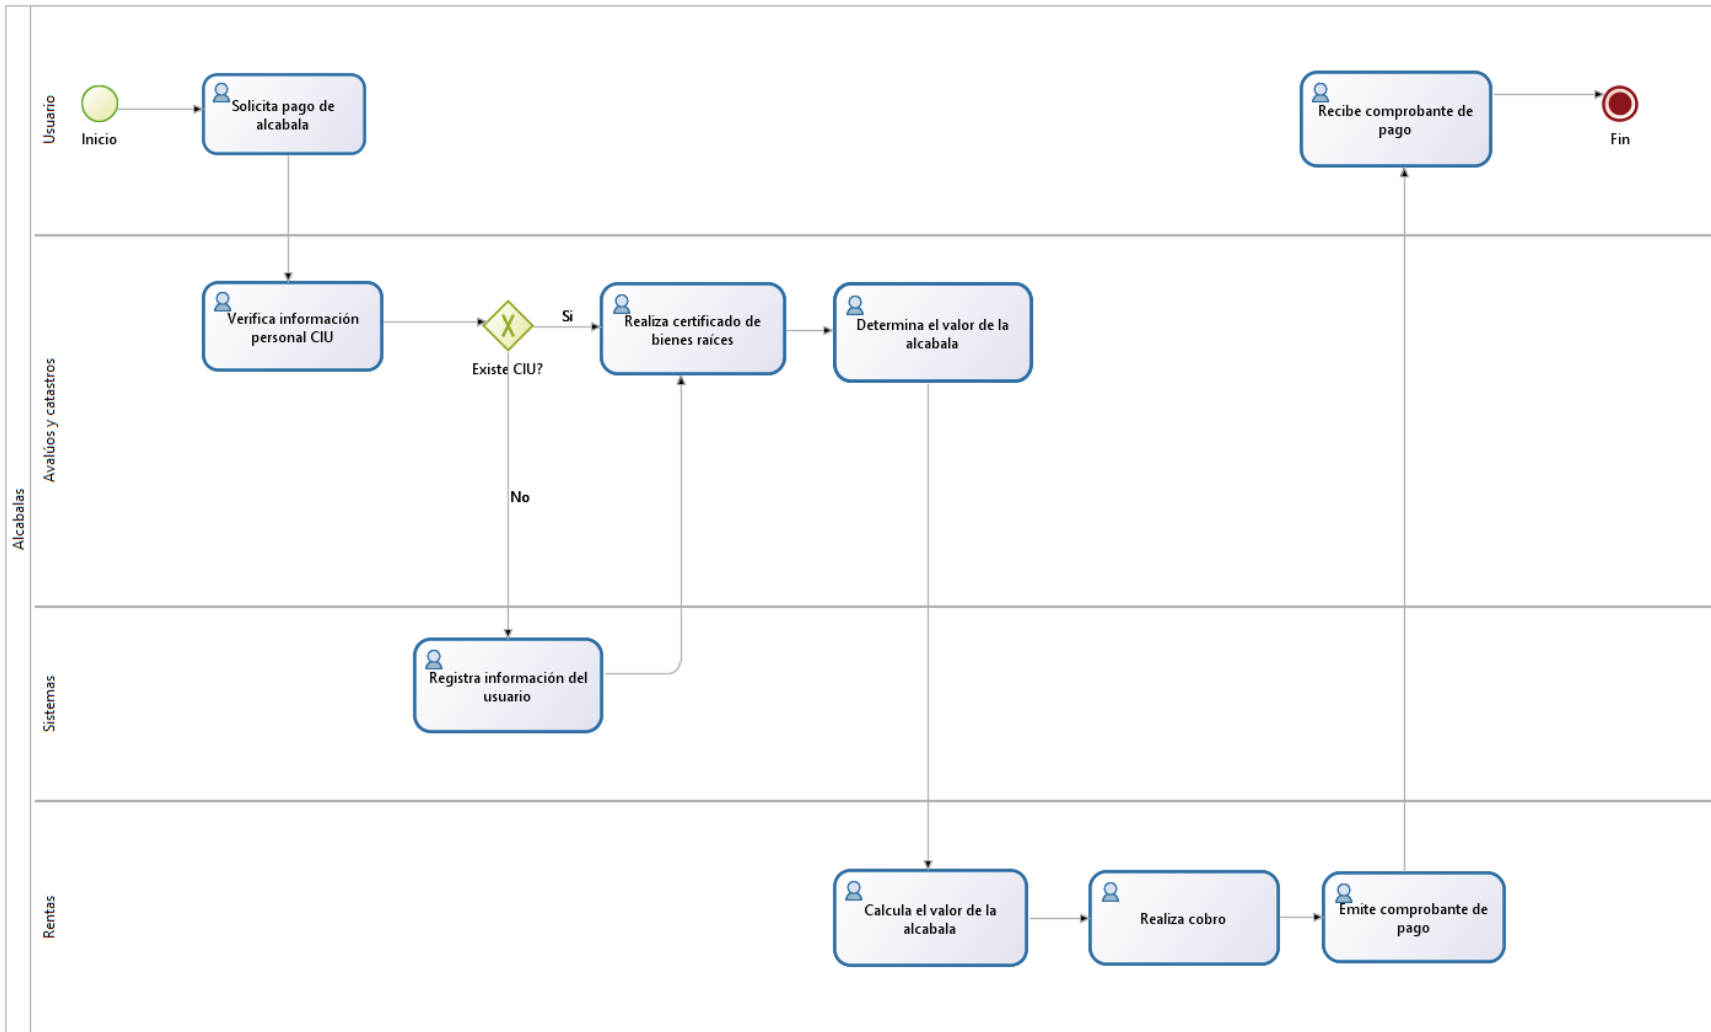 Alcabalas
Usuario
Inicio
Solicita pago de
alcabala
Recibe comprobante de
pago
Fin
Avalúos y catastros
Verifica información
personal CIU
Existe CIU?
Si
No
Realiza certificado de
bienes raíces
Determina el valor de la
alcabala
Sistemas
Registra información del
usuario
Rentas
Calcula el valor de la
alcabala
Realiza cobro
Emite comprobante de
pago